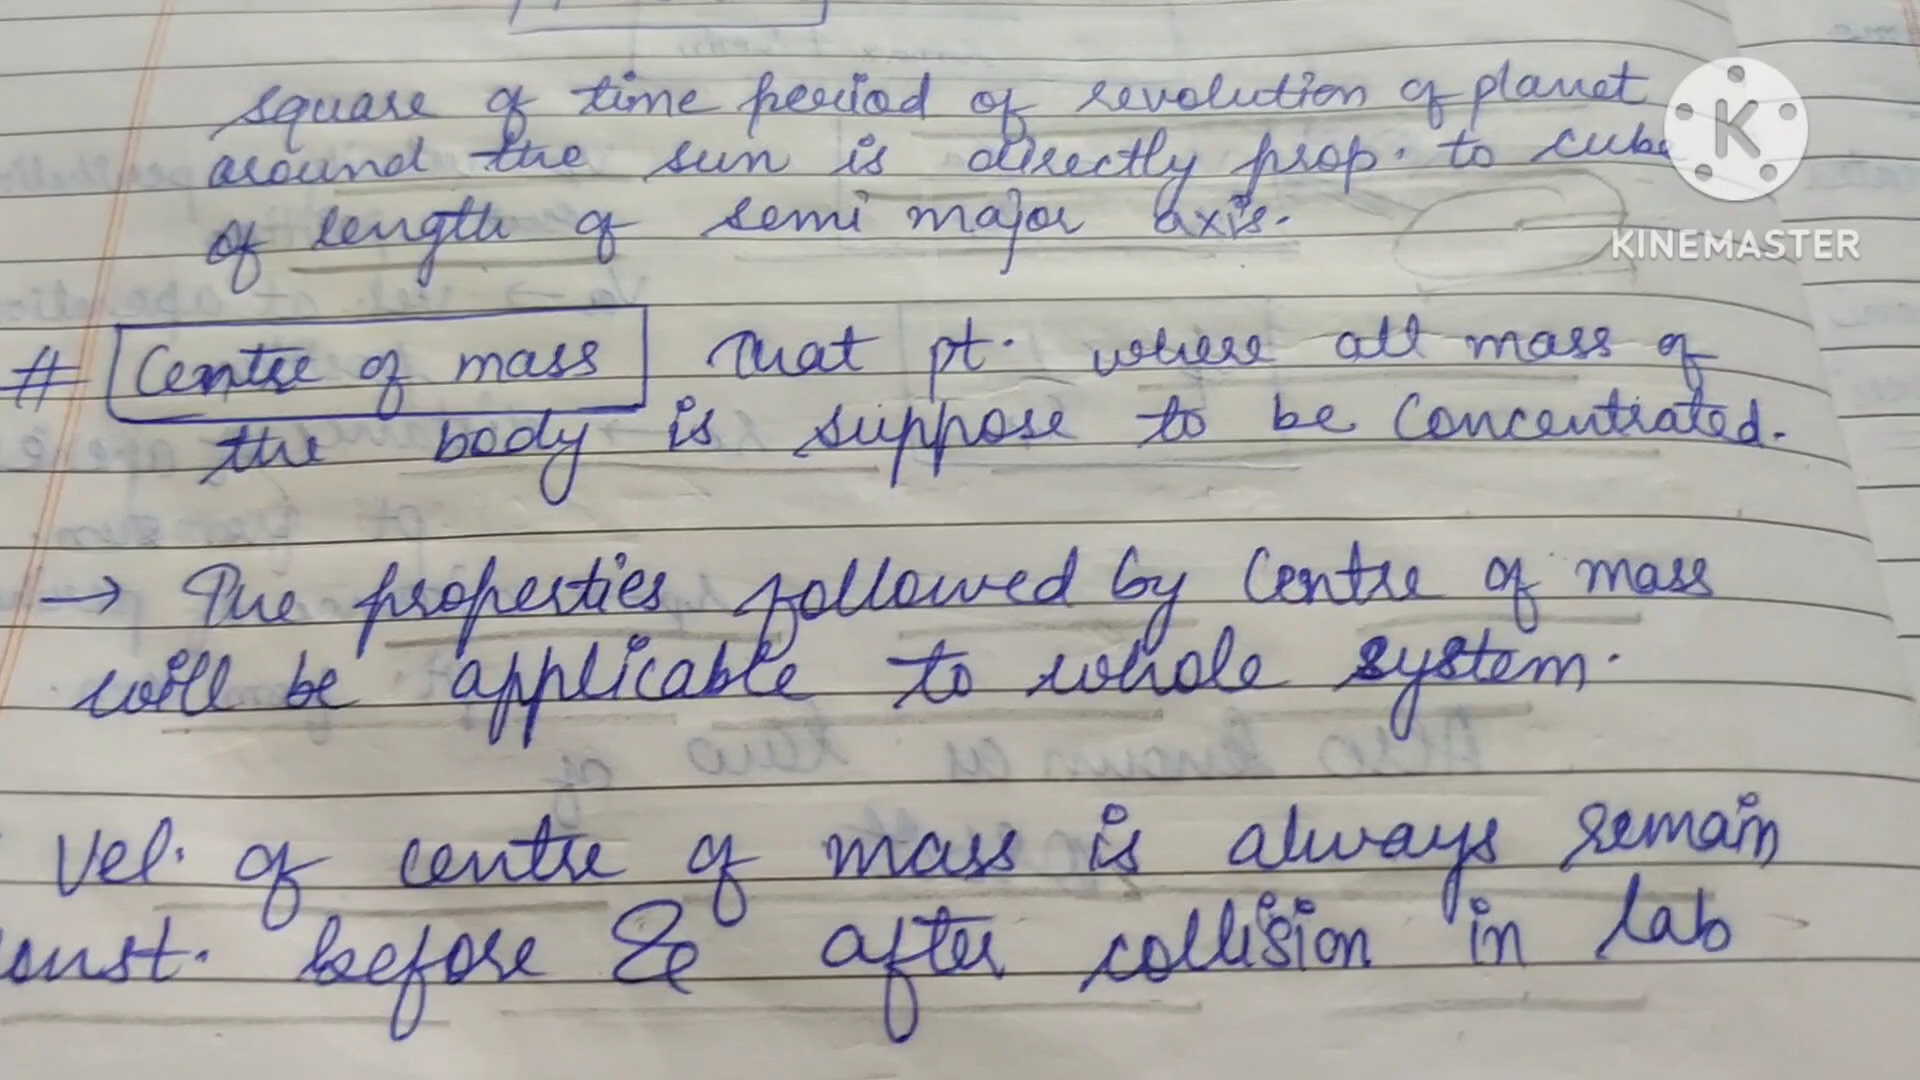 square of time period of revolution of planet
around the sun is directly prop. to cube
of length of semi major axis.
# Centre of mass That pt. where all mass of
the body is suppose to be concentrated.
→ The properties followed by Centre of mass
will be applicable to whole system.
Vel. of centre of mass is always remain
onst. before & after collision in lab
K
KINEMASTER